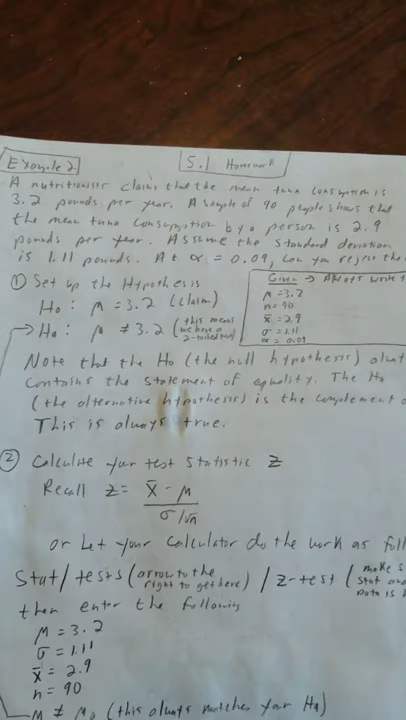 Example 2
5.1 Homework
A nutritionist claims that the mean tuna consumption is
3.2 pounds per year. A sample of 90 people shows that
the mean tuna consumption by a person is 2.9
pounds per year. Assume the standard deviation
is 1.11 pounds. At α = 0.09, can you reject the
① Set up the Hypothesis
Ho: μ = 3.2 (claim)
Ha: μ ≠ 3.2 (this means we have a 2-tailed test)
Given → Always write
μ = 3.2
n = 90
x̄ = 2.9
σ = 1.11
α = 0.09
Note that the Ho (the null hypothesis)
contains the statement of equality. The Ha
(the alternative hypothesis) is the complement
This is always true.
② Calculate your test statistic z
Recall z = x̄ - μ
σ/√n
or Let your calculator do the work as
Stat/tests (arrow to the right to get here) / z-test (make
Stat and
Data is
then enter the following
μ = 3.2
σ = 1.11
x̄ = 2.9
n = 90
μ ≠ μ₀ (this always matches your Ha)